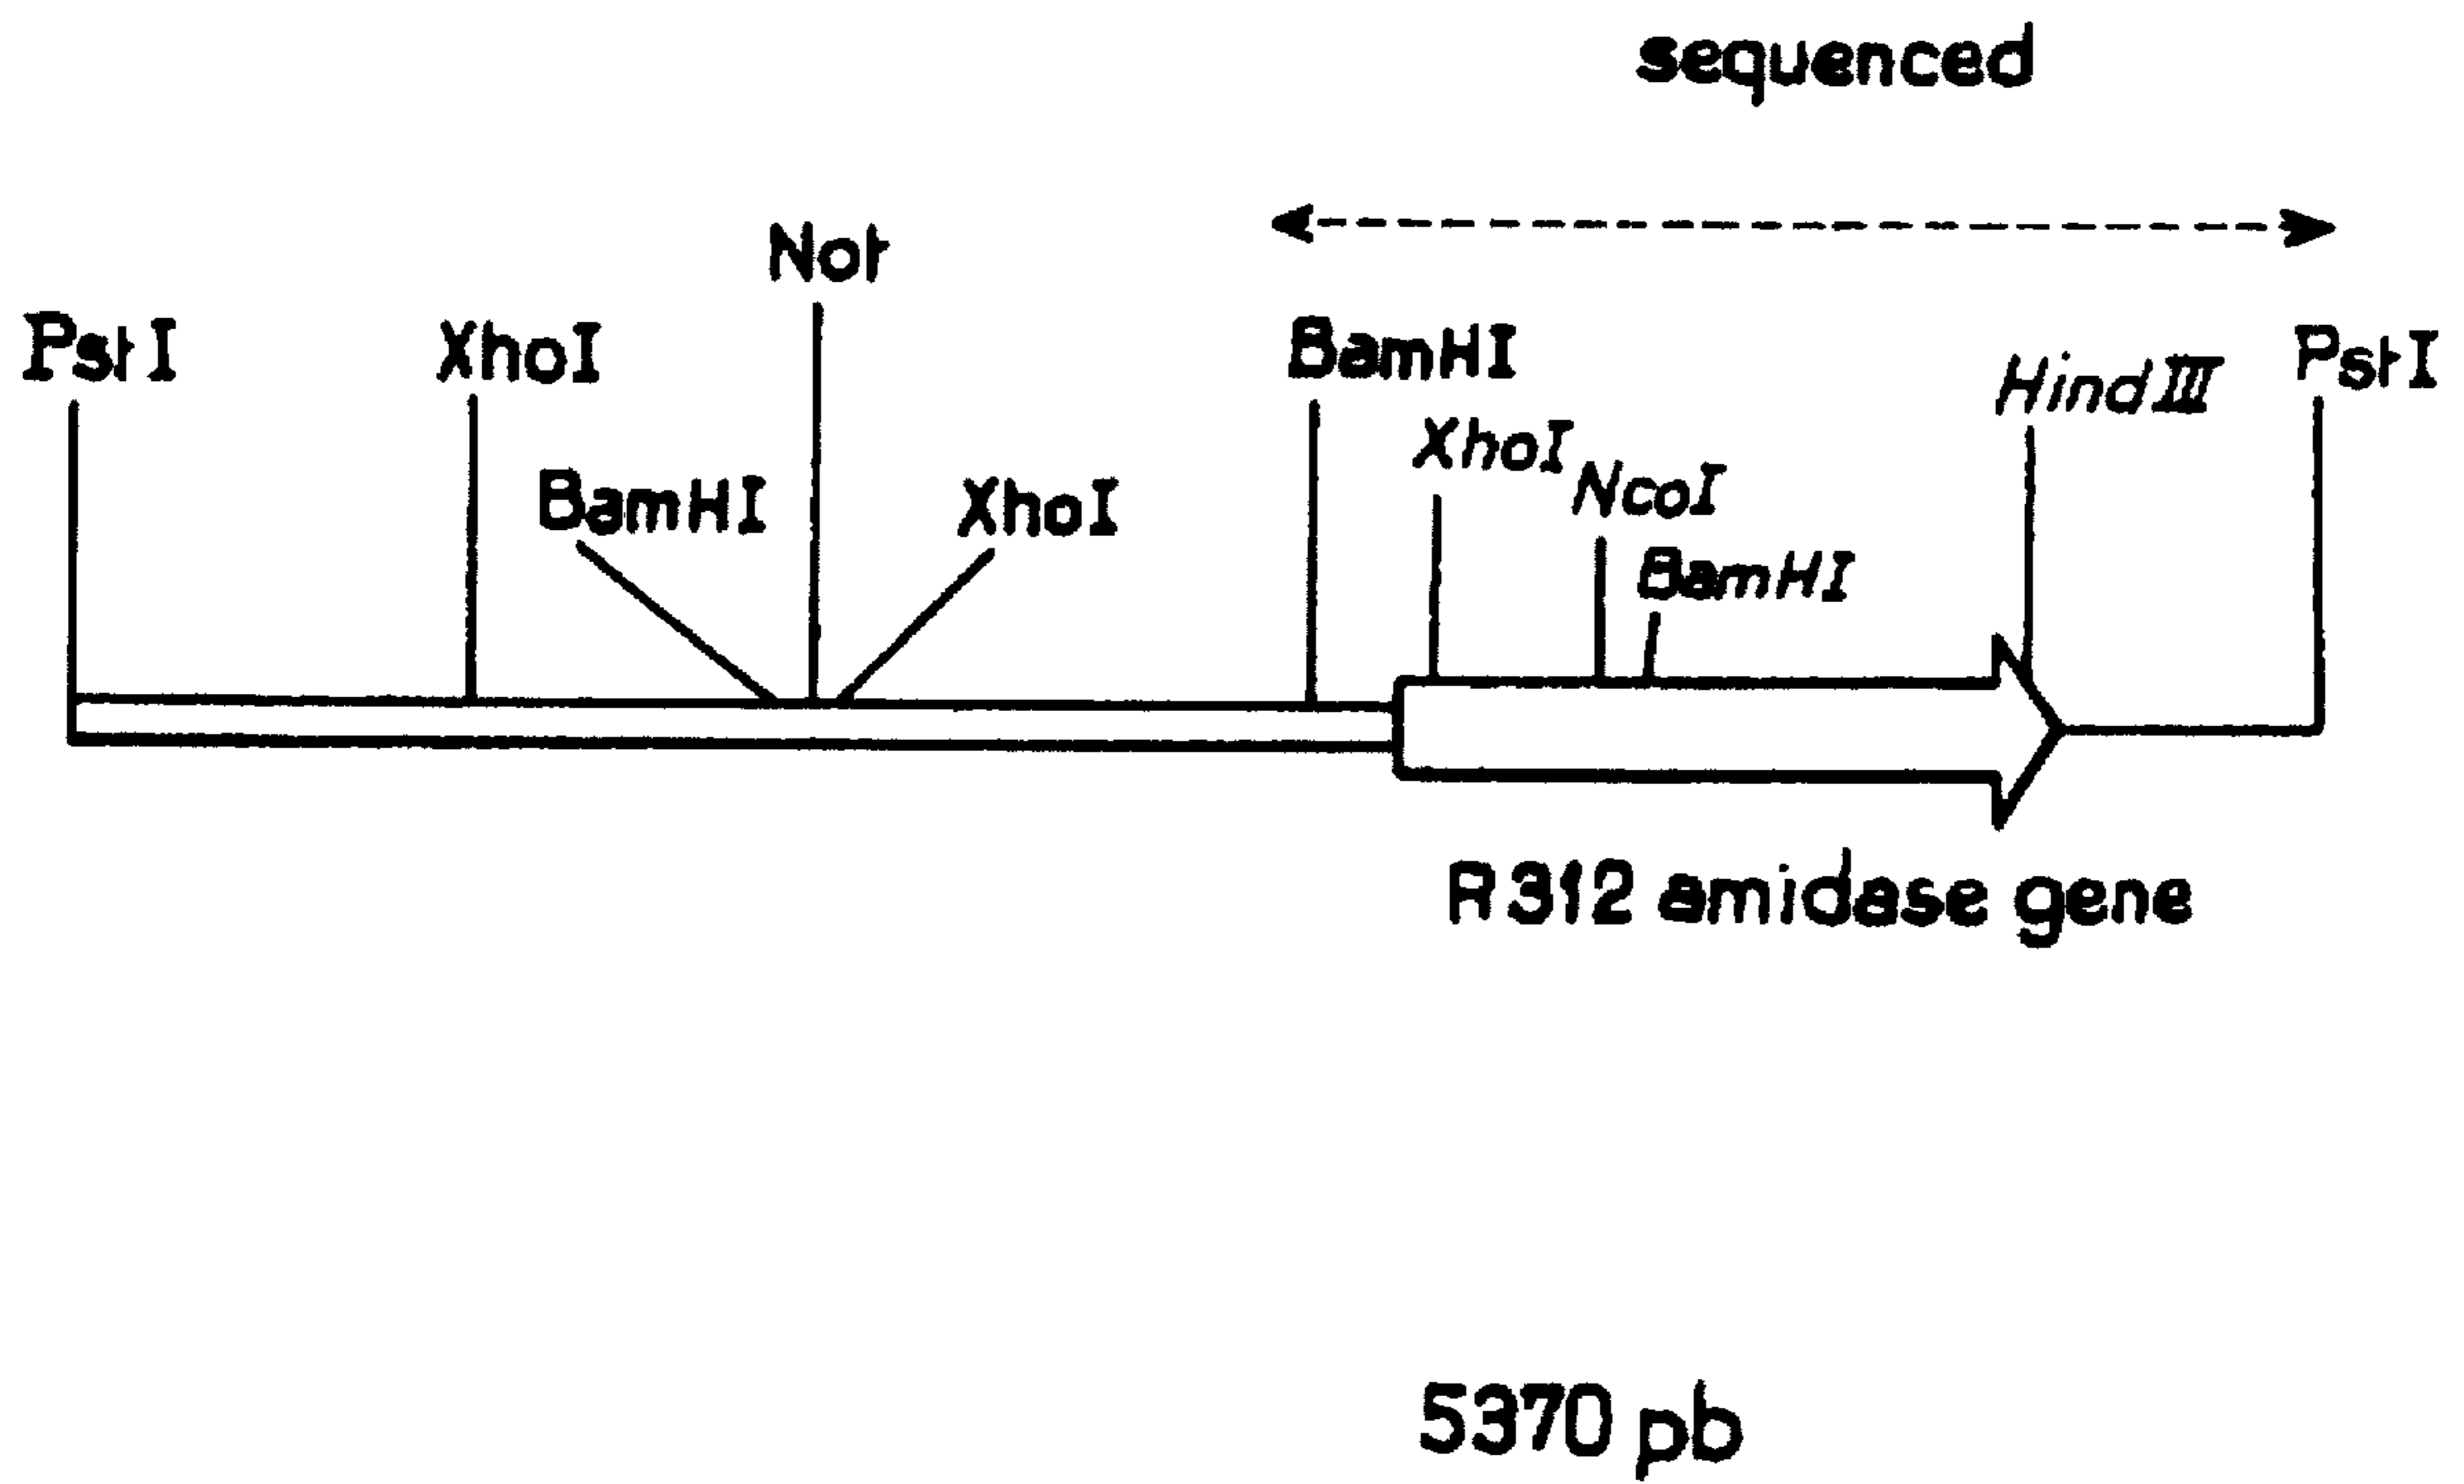 sequenced
Not
PstI XhoI BamHI HindIII PstI
XhoI
BamHI XhoI NcoI
BamHI
R312 amidase gene
5370 pb